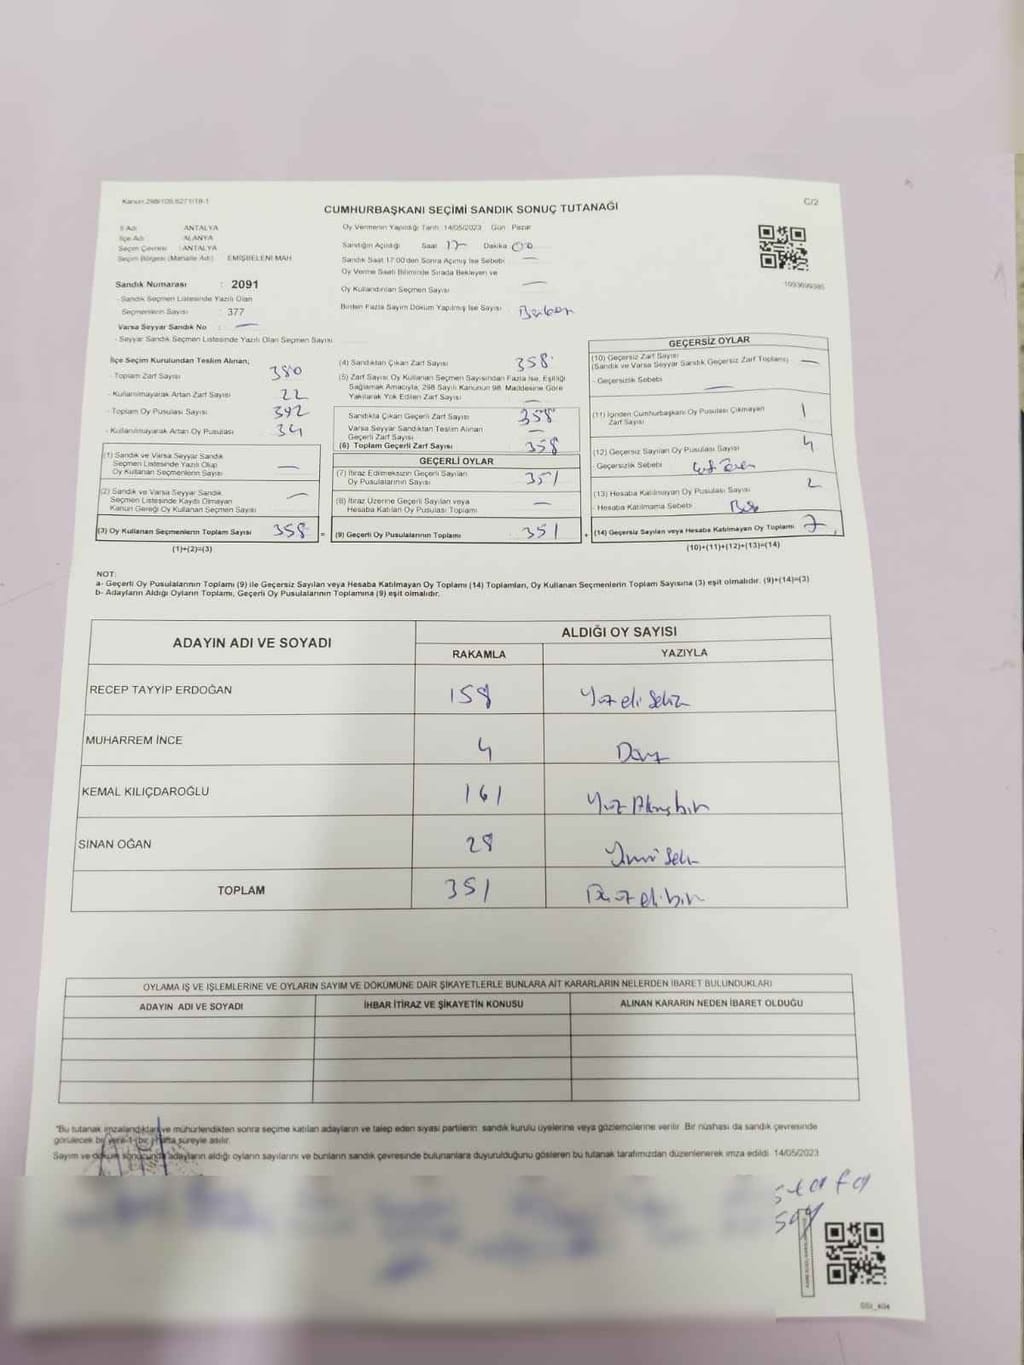 Kanun:298/109,6271/18-1
C/2
CUMHURBAŞKANI SEÇİMİ SANDIK SONUÇ TUTANAĞI
İl Adı : ANTALYA
İlçe Adı : ALANYA
Seçim Çevresi : ANTALYA
Seçim Bölgesi (Mahalle Adı) : EMİŞBELENİ MAH
Sandık Numarası : 2091
- Sandık Seçmen Listesinde Yazılı Olan
Seçmenlerin Sayısı : 377
Varsa Seyyar Sandık No : —
- Seyyar Sandık Seçmen Listesinde Yazılı Olan Seçmen Sayısı
Oy Vermenin Yapıldığı Tarih: 14/05/2023 Gün Pazar
Sandığın Açıldığı Saat 17 Dakika 00
Sandık Saat 17:00'den Sonra Açılmış İse Sebebi —
Oy Verme Saati Bitiminde Sırada Bekleyen ve
Oy Kullandırılan Seçmen Sayısı —
Birden Fazla Sayım Döküm Yapılmış İse Sayısı
İlçe Seçim Kurulundan Teslim Alınan;
- Toplam Zarf Sayısı 380
- Kullanılmayarak Artan Zarf Sayısı 22
- Toplam Oy Pusulası Sayısı 392
- Kullanılmayarak Artan Oy Pusulası 34
(1) Sandık ve Varsa Seyyar Sandık
Seçmen Listesinde Yazılı Olup
Oy Kullanan Seçmenlerin Sayısı —
(2) Sandık ve Varsa Seyyar Sandık
Seçmen Listesinde Kaydı Olmayan
Kanun Gereği Oy Kullanan Seçmen Sayısı —
(3) Oy Kullanan Seçmenlerin Toplam Sayısı 358 =
(1)+(2)=(3)
(4) Sandıktan Çıkan Zarf Sayısı 358
(5) Zarf Sayısı Oy Kullanan Seçmen Sayısından Fazla İse, Eşitliği
Sağlamak Amacıyla; 298 Sayılı Kanunun 98. Maddesine Göre
Yakılarak Yok Edilen Zarf Sayısı —
Sandıkta Çıkan Geçerli Zarf Sayısı 358
Varsa Seyyar Sandıktan Teslim Alınan
Geçerli Zarf Sayısı —
(6) Toplam Geçerli Zarf Sayısı 358
GEÇERLİ OYLAR
(7) İtiraz Edilmeksizin Geçerli Sayılan
Oy Pusulalarının Sayısı 351
(8) İtiraz Üzerine Geçerli Sayılan veya
Hesaba Katılan Oy Pusulası Toplamı —
(9) Geçerli Oy Pusulalarının Toplamı 351 +
GEÇERSİZ OYLAR
(10) Geçersiz Zarf Sayısı
(Sandık ve Varsa Seyyar Sandık Geçersiz Zarf Toplamı) —
- Geçersizlik Sebebi —
(11) İçinden Cumhurbaşkanı Oy Pusulası Çıkmayan
Zarf Sayısı 1
(12) Geçersiz Sayılan Oy Pusulası Sayısı 4
- Geçersizlik Sebebi
(13) Hesaba Katılmayan Oy Pusulası Sayısı 2
- Hesaba Katılmama Sebebi Boş
(14) Geçersiz Sayılan veya Hesaba Katılmayan Oy Toplamı 7
(10)+(11)+(12)+(13)=(14)
NOT:
a- Geçerli Oy Pusulalarının Toplamı (9) ile Geçersiz Sayılan veya Hesaba Katılmayan Oy Toplamı (14) Toplamları, Oy Kullanan Seçmenlerin Toplam Sayısına (3) eşit olmalıdır. (9)+(14)=(3)
b- Adayların Aldığı Oyların Toplamı, Geçerli Oy Pusulalarının Toplamına (9) eşit olmalıdır.
ADAYIN ADI VE SOYADI
ALDIĞI OY SAYISI
RAKAMLA YAZIYLA
RECEP TAYYİP ERDOĞAN 158 Yüz elli Sekiz
MUHARREM İNCE 4 Dört
KEMAL KILIÇDAROĞLU 161 Yüz Altmış bir
SİNAN OĞAN 28 Yirmi Sekiz
TOPLAM 351 Üçyüz elli bir
OYLAMA İŞ VE İŞLEMLERİNE VE OYLARIN SAYIM VE DÖKÜMÜNE DAİR ŞİKAYETLERLE BUNLARA AİT KARARLARIN NELERDEN İBARET BULUNDUKLARI
ADAYIN ADI VE SOYADI İHBAR İTİRAZ VE ŞİKAYETİN KONUSU ALINAN KARARIN NEDEN İBARET OLDUĞU
"Bu tutanak imzalandıktan ve mühürlendikten sonra seçime katılan adayların ve talep eden siyasi partilerin sandık kurulu üyelerine veya gözlemcilerine verilir. Bir nüshası da sandık çevresinde
görülecek bir yere 1 (bir) hafta süreyle asılır.
Sayım ve döküm sonucunda adayların aldığı oyların sayılarını ve bunların sandık çevresinde bulunanlara duyurulduğunu gösteren bu tutanak tarafımızdan düzenlenerek imza edildi. 14/05/2023